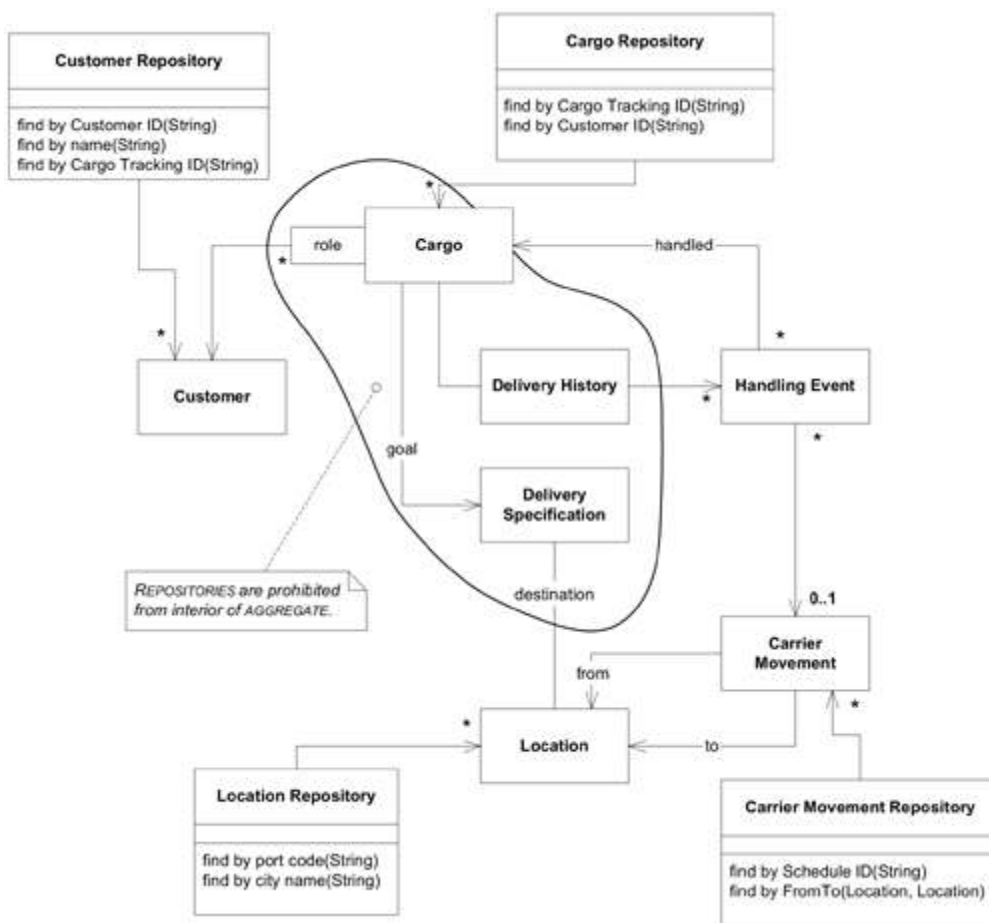 Customer Repository
find by Customer ID(String)
find by name(String)
find by Cargo Tracking ID(String)
Cargo Repository
find by Cargo Tracking ID(String)
find by Customer ID(String)
*
role
*
Cargo
handled
*
Customer
Delivery History
*
Handling Event
*
*
goal
Delivery
Specification
REPOSITORIES are prohibited
from interior of AGGREGATE.
destination
0..1
Carrier
Movement
from
*
*
Location
to
Location Repository
find by port code(String)
find by city name(String)
Carrier Movement Repository
find by Schedule ID(String)
find by FromTo(Location, Location)